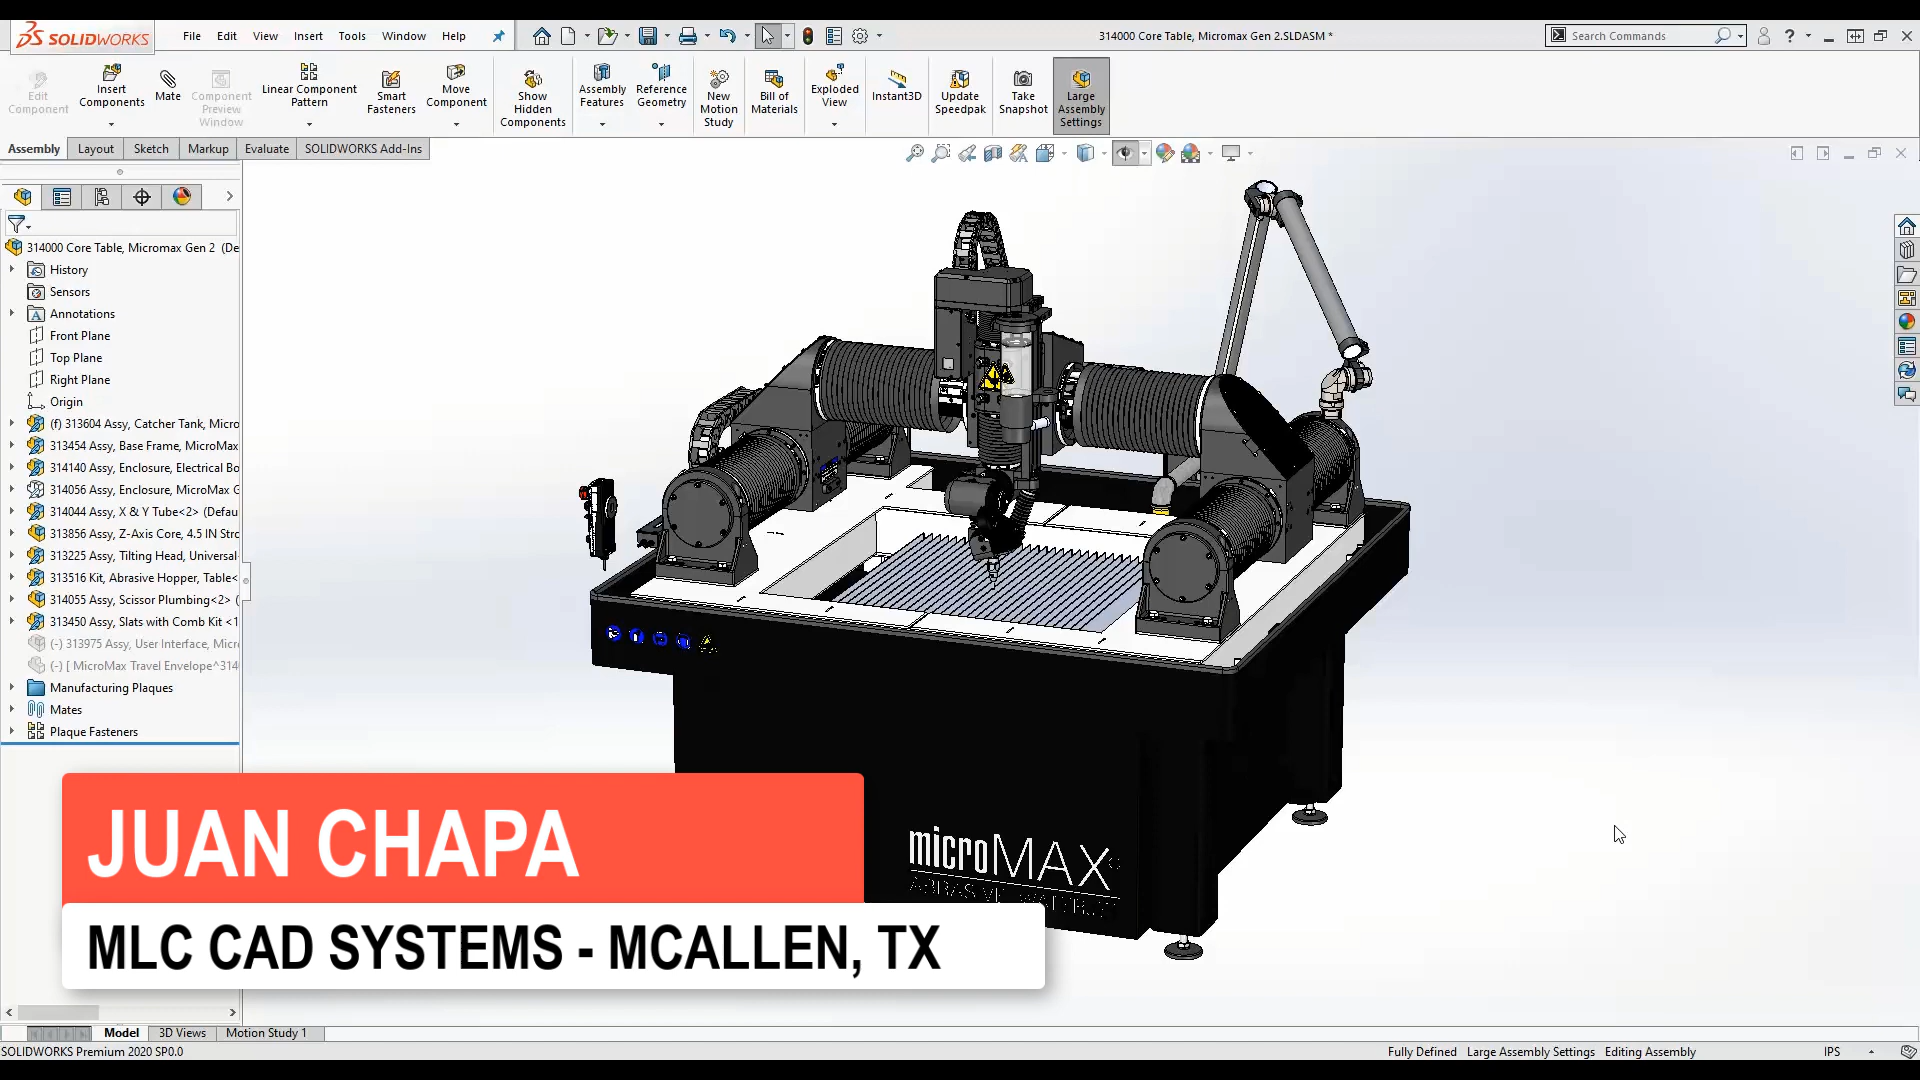 SOLIDWORKS
File Edit View Insert Tools Window Help
314000 Core Table, Micromax Gen 2.SLDASM *
Search Commands
Edit Component
Insert Components
Mate
Component Preview Window
Linear Component Pattern
Smart Fasteners
Move Component
Show Hidden Components
Assembly Features
Reference Geometry
New Motion Study
Bill of Materials
Exploded View
Instant3D
Update Speedpak
Take Snapshot
Large Assembly Settings
Assembly Layout Sketch Markup Evaluate SOLIDWORKS Add-Ins
314000 Core Table, Micromax Gen 2 (De
History
Sensors
Annotations
Front Plane
Top Plane
Right Plane
Origin
(f) 313604 Assy, Catcher Tank, Micro
313454 Assy, Base Frame, MicroMax
314140 Assy, Enclosure, Electrical Bo
314056 Assy, Enclosure, MicroMax G
314044 Assy, X & Y Tube<2> (Defau
313856 Assy, Z-Axis Core, 4.5 IN Stro
313225 Assy, Tilting Head, Universal-
313516 Kit, Abrasive Hopper, Table<
314055 Assy, Scissor Plumbing<2> (
313450 Assy, Slats with Comb Kit <1
(-) 313975 Assy, User Interface, Micr
(-) [ MicroMax Travel Envelope^314
Manufacturing Plaques
Mates
Plaque Fasteners
microMAX
JUAN CHAPA
MLC CAD SYSTEMS - MCALLEN, TX
Model 3D Views Motion Study 1
SOLIDWORKS Premium 2020 SP0.0
Fully Defined Large Assembly Settings Editing Assembly IPS